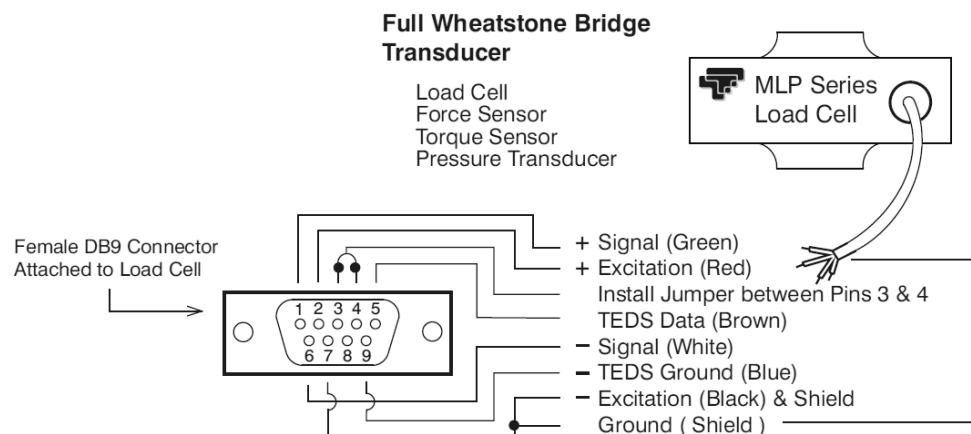 Full Wheatstone Bridge
Transducer
Load Cell
Force Sensor
Torque Sensor
Pressure Transducer
MLP Series
Load Cell
Female DB9 Connector
Attached to Load Cell
1 2 3 4 5
6 7 8 9
+ Signal (Green)
+ Excitation (Red)
Install Jumper between Pins 3 & 4
TEDS Data (Brown)
− Signal (White)
− TEDS Ground (Blue)
− Excitation (Black) & Shield
Ground ( Shield )